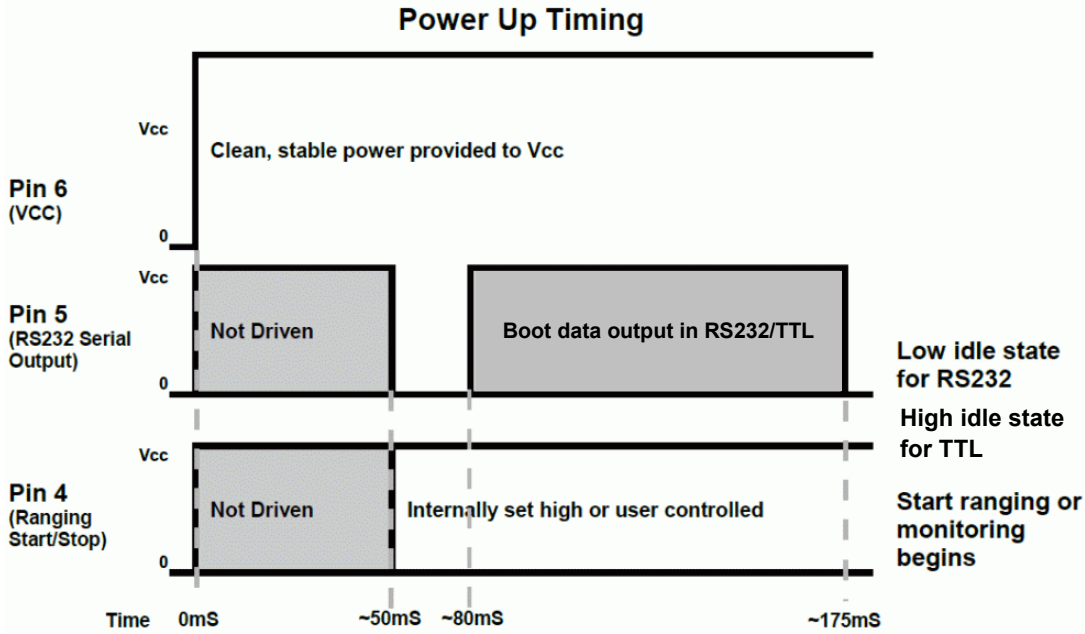 Power Up Timing
Vcc
Clean, stable power provided to Vcc
Pin 6
(VCC)
0
Vcc
Pin 5
(RS232 Serial
Output)
Not Driven
Boot data output in RS232/TTL
0
Low idle state
for RS232
High idle state
for TTL
Vcc
Pin 4
(Ranging
Start/Stop)
Not Driven
Internally set high or user controlled
0
Start ranging or
monitoring
begins
Time 0mS ~50mS ~80mS ~175mS